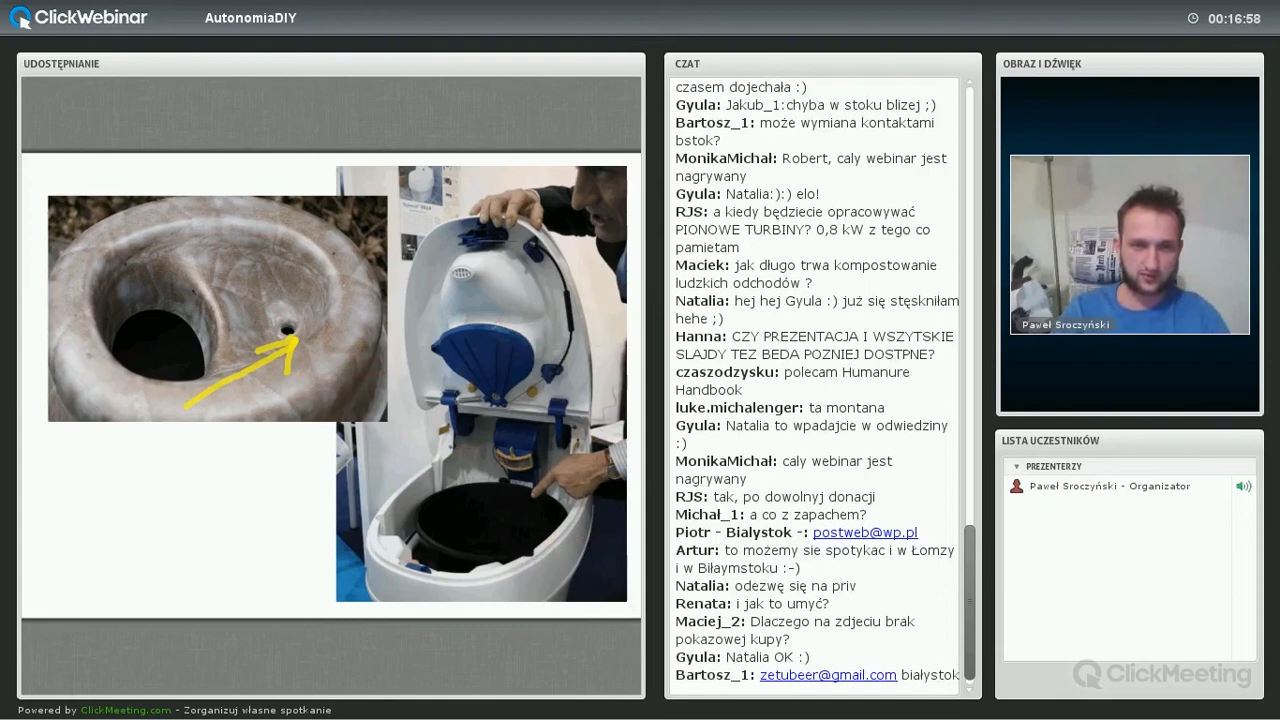 ClickWebinar
AutonomiaDIY
00:16:58
UDOSTĘPNIANIE
CZAT
czasem dojechała :)
Gyula: Jakub_1:chyba w stoku blizej ;)
Bartosz_1: może wymiana kontaktami
bstok?
MonikaMichał: Robert, caly webinar jest
nagrywany
Gyula: Natalia:):) elo!
RJS: a kiedy będziecie opracowywać
PIONOWE TURBINY? 0,8 kW z tego co
pamietam
Maciek: jak długo trwa kompostowanie
ludzkich odchodów ?
Natalia: hej hej Gyula :) już się stęskniłam
hehe ;)
Hanna: CZY PREZENTACJA I WSZYTSKIE
SLAJDY TEZ BEDA POZNIEJ DOSTPNE?
czaszodzysku: polecam Humanure
Handbook
luke.michalenger: ta montana
Gyula: Natalia to wpadajcie w odwiedziny
:)
MonikaMichał: caly webinar jest
nagrywany
RJS: tak, po dowolnyj donacji
Michał_1: a co z zapachem?
Piotr - Bialystok -: postweb@wp.pl
Artur: to możemy sie spotykac i w Łomzy
i w Biłaymstoku :-)
Natalia: odezwę się na priv
Renata: i jak to umyć?
Maciej_2: Dlaczego na zdjeciu brak
pokazowej kupy?
Gyula: Natalia OK :)
Bartosz_1: zetubeer@gmail.com białystok
OBRAZ I DŹWIĘK
Paweł Sroczyński
LISTA UCZESTNIKÓW
PREZENTERZY
Paweł Sroczyński - Organizator
ClickMeeting
Powered by ClickMeeting.com - Zorganizuj własne spotkanie